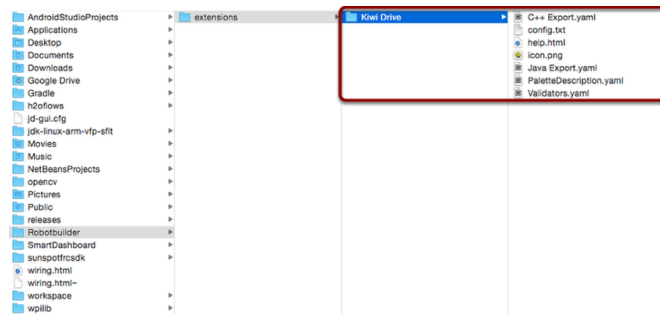 AndroidStudioProjects
Applications
Desktop
Documents
Downloads
Google Drive
Gradle
h2oflows
jd-gui.cfg
jdk-linux-arm-vfp-sflt
Movies
Music
NetBeansProjects
opencv
Pictures
Public
releases
Robotbuilder
SmartDashboard
sunspotfrcsdk
wiring.html
wiring.html~
workspace
wpilib
extensions
Kiwi Drive
C++ Export.yaml
config.txt
help.html
icon.png
Java Export.yaml
PaletteDescription.yaml
Validators.yaml